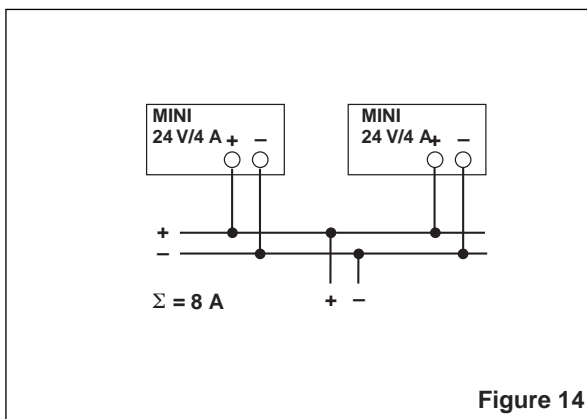 MINI
24 V/4 A + −
MINI
24 V/4 A + −
+
−
Σ = 8 A
+ −
Figure 14